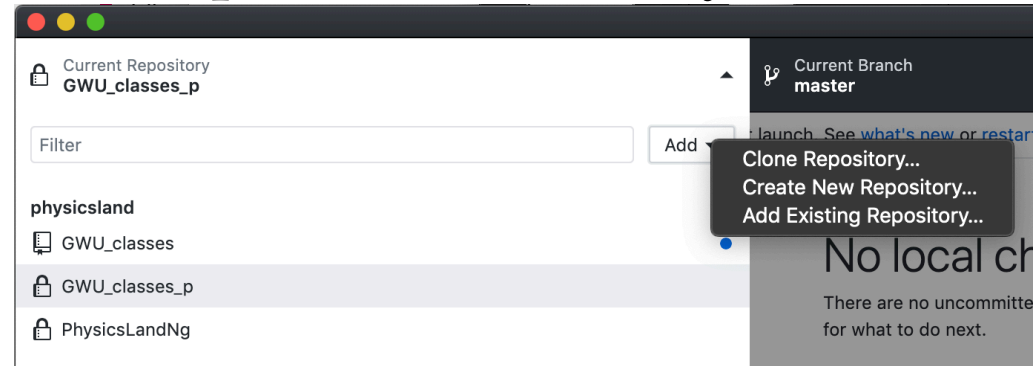 Current Repository
GWU_classes_p
Current Branch
master
Filter
Add
launch. See what's new or restar
Clone Repository...
Create New Repository...
Add Existing Repository...
physicsland
GWU_classes
GWU_classes_p
PhysicsLandNg
No local ch
There are no uncommitte
for what to do next.